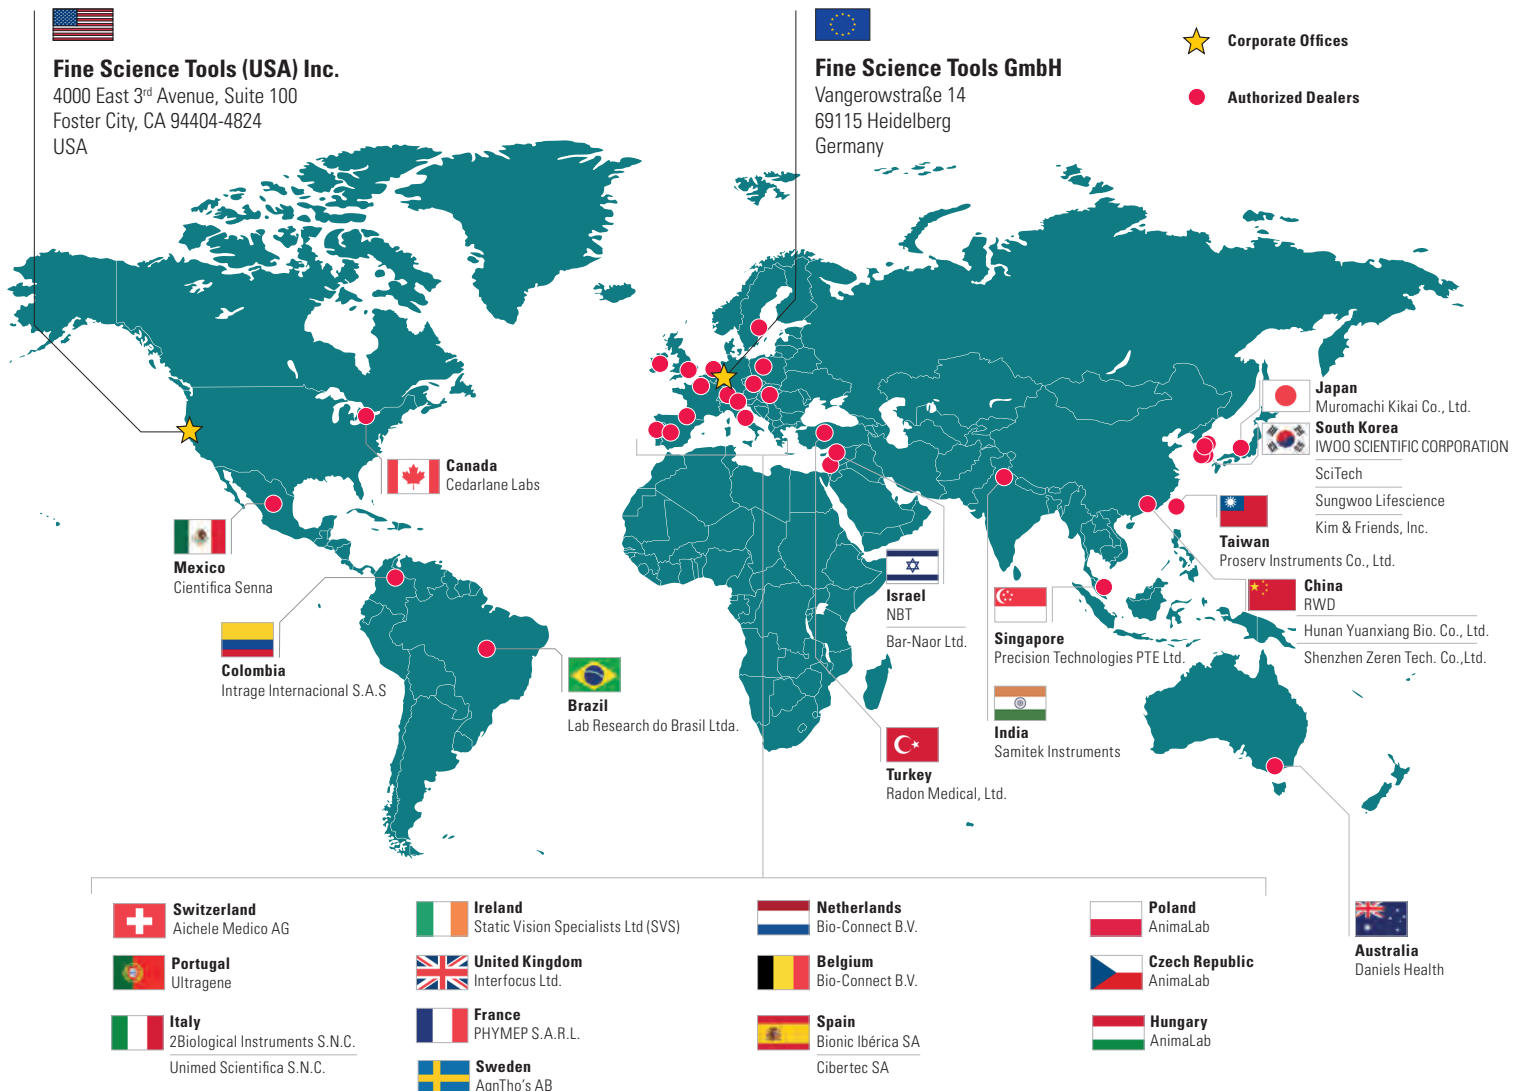 Fine Science Tools (USA) Inc.
4000 East 3rd Avenue, Suite 100
Foster City, CA 94404-4824
USA
Fine Science Tools GmbH
Vangerowstraße 14
69115 Heidelberg
Germany
Corporate Offices
Authorized Dealers
Japan
Muromachi Kikai Co., Ltd.
South Korea
IWOO SCIENTIFIC CORPORATION
SciTech
Sungwoo Lifescience
Kim & Friends, Inc.
Canada
Cedarlane Labs
Mexico
Cientifica Senna
Taiwan
Proserv Instruments Co., Ltd.
China
RWD
Hunan Yuanxiang Bio. Co., Ltd.
Shenzhen Zeren Tech. Co.,Ltd.
Israel
NBT
Bar-Naor Ltd.
Singapore
Precision Technologies PTE Ltd.
Colombia
Intrage Internacional S.A.S
Brazil
Lab Research do Brasil Ltda.
India
Samitek Instruments
Turkey
Radon Medical, Ltd.
Switzerland
Aichele Medico AG
Portugal
Ultragene
Italy
2Biological Instruments S.N.C.
Unimed Scientifica S.N.C.
Ireland
Static Vision Specialists Ltd (SVS)
United Kingdom
Interfocus Ltd.
France
PHYMEP S.A.R.L.
Sweden
AgnTho's AB
Netherlands
Bio-Connect B.V.
Belgium
Bio-Connect B.V.
Spain
Bionic Ibérica SA
Cibertec SA
Poland
AnimaLab
Czech Republic
AnimaLab
Hungary
AnimaLab
Australia
Daniels Health